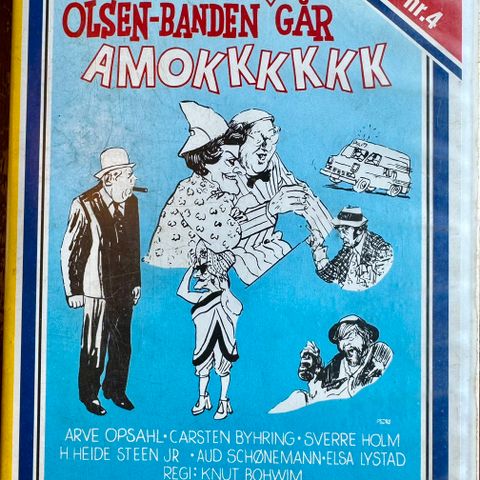 OLSEN-BANDEN GÅR
AMOKKKKKK
nr.4
ARVE OPSAHL · CARSTEN BYHRING · SVERRE HOLM
H HEIDE STEEN JR · AUD SCHØNEMANN · ELSA LYSTAD
REGI: KNUT BOHWIM